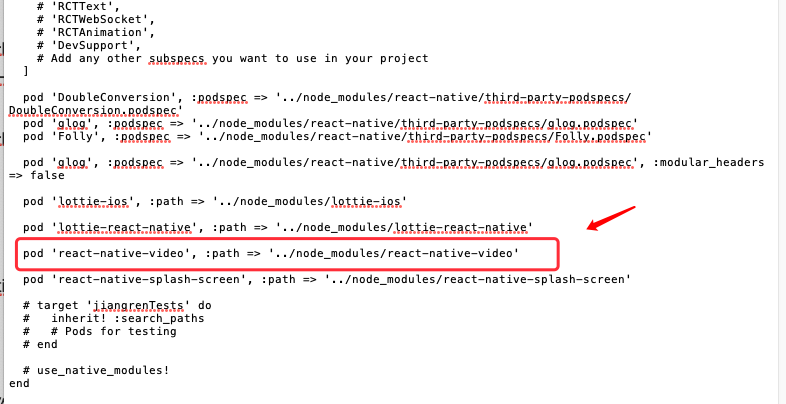 # 'RCTText',
# 'RCTWebSocket',
# 'RCTAnimation',
# 'DevSupport',
# Add any other subspecs you want to use in your project
]
pod 'DoubleConversion', :podspec => '../node_modules/react-native/third-party-podspecs/
DoubleConversion.podspec'
pod 'glog', :podspec => '../node_modules/react-native/third-party-podspecs/glog.podspec'
pod 'Folly', :podspec => '../node_modules/react-native/third-party-podspecs/Folly.podspec'
pod 'glog', :podspec => '../node_modules/react-native/third-party-podspecs/glog.podspec', :modular_headers
=> false
pod 'lottie-ios', :path => '../node_modules/lottie-ios'
pod 'lottie-react-native', :path => '../node_modules/lottie-react-native'
pod 'react-native-video', :path => '../node_modules/react-native-video'
pod 'react-native-splash-screen', :path => '../node_modules/react-native-splash-screen'
# target 'jiangrenTests' do
#   inherit! :search_paths
#   # Pods for testing
# end
# use_native_modules!
end